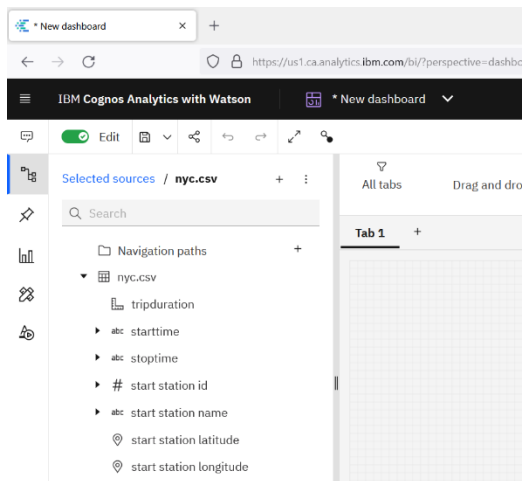 * New dashboard × +
https://us1.ca.analytics.ibm.com/bi/?perspective=dashbo
IBM Cognos Analytics with Watson * New dashboard
Edit
Selected sources / nyc.csv +
All tabs Drag and dro
Search
Tab 1 +
Navigation paths +
nyc.csv
tripduration
abc starttime
abc stoptime
# start station id
abc start station name
start station latitude
start station longitude